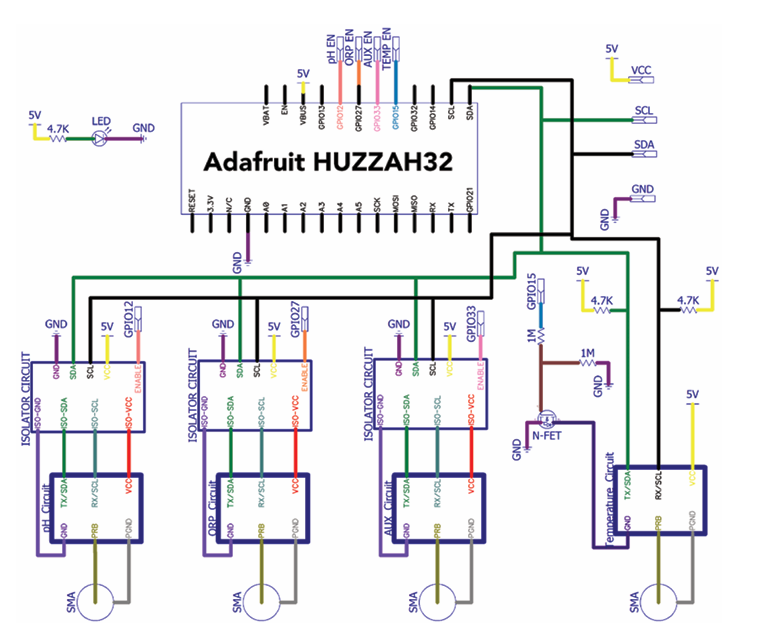 pH EN
ORP EN
AUX EN
TEMP EN
5V
VCC
5V
5V
4.7K
LED
GND
VBAT
EN
VBUS
GPIO13
GPIO12
GPIO27
GPIO33
GPIO15
GPIO32
GPIO14
SCL
SDA
SCL
SDA
GND
GND
Adafruit HUZZAH32
RESET
3.3V
N/C
GND
A0
A1
A2
A3
A4
A5
SCK
MOSI
MISO
RX
TX
GPIO21
GND
5V
5V
GPIO15
4.7K
4.7K
1M
1M
GND
GND
N-FET
5V
GND
5V
GPIO12
GND
5V
GPIO27
GND
5V
GPIO33
ISOLATOR CIRCUIT
GND
SDA
SCL
VCC
ENABLE
ISO-GND
ISO-SDA
ISO-SCL
ISO-VCC
ISOLATOR CIRCUIT
GND
SDA
SCL
VCC
ENABLE
ISO-GND
ISO-SDA
ISO-SCL
ISO-VCC
ISOLATOR CIRCUIT
GND
SDA
SCL
VCC
ENABLE
ISO-GND
ISO-SDA
ISO-SCL
ISO-VCC
pH Circuit
TX/SDA
RX/SCL
VCC
GND
PRB
PGND
ORP Circuit
TX/SDA
RX/SCL
VCC
GND
PRB
PGND
AUX Circuit
TX/SDA
RX/SCL
VCC
GND
PRB
PGND
Temperature Circuit
TX/SDA
RX/SCL
VCC
GND
PRB
PGND
SMA
SMA
SMA
SMA